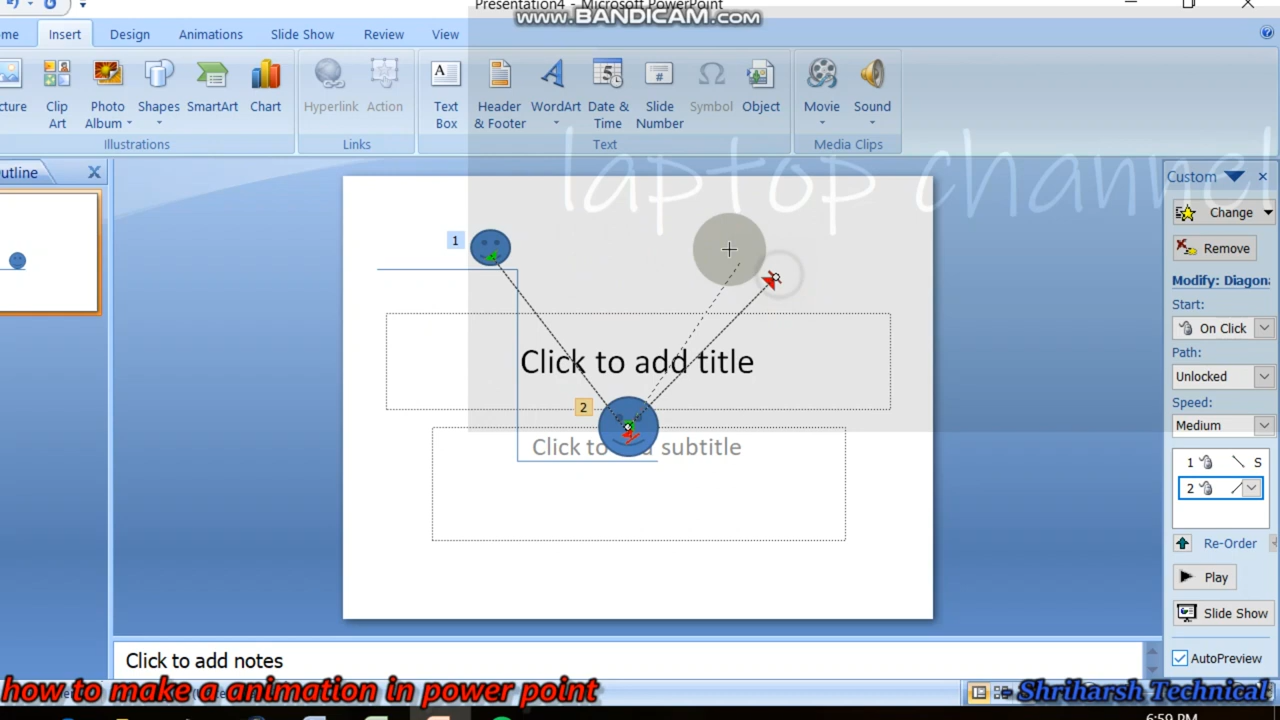 Presentation4 - Microsoft PowerPoint
www.BANDICAM.com
Insert
Design
Animations
Slide Show
Review
View
Clip Art
Photo Album
Shapes
SmartArt
Chart
Hyperlink
Action
Text Box
Header & Footer
WordArt
Date & Time
Slide Number
Symbol
Object
Movie
Sound
Illustrations
Links
Text
Media Clips
laptop channel
Custom
Change
Remove
Modify: Diagon
Start:
On Click
Path:
Unlocked
Speed:
Medium
1 S
2
Re-Order
Play
Slide Show
AutoPreview
1
Click to add title
2
Click to add subtitle
Click to add notes
how to make a animation in power point
- Shriharsh Technical
6:59 PM